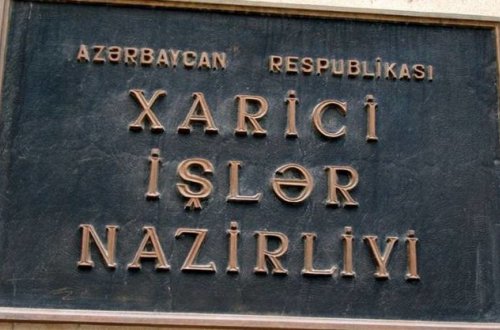 AZƏRBAYCAN RESPUBLİKASI
XARİCİ
İŞLƏR
NAZİRLİYİ